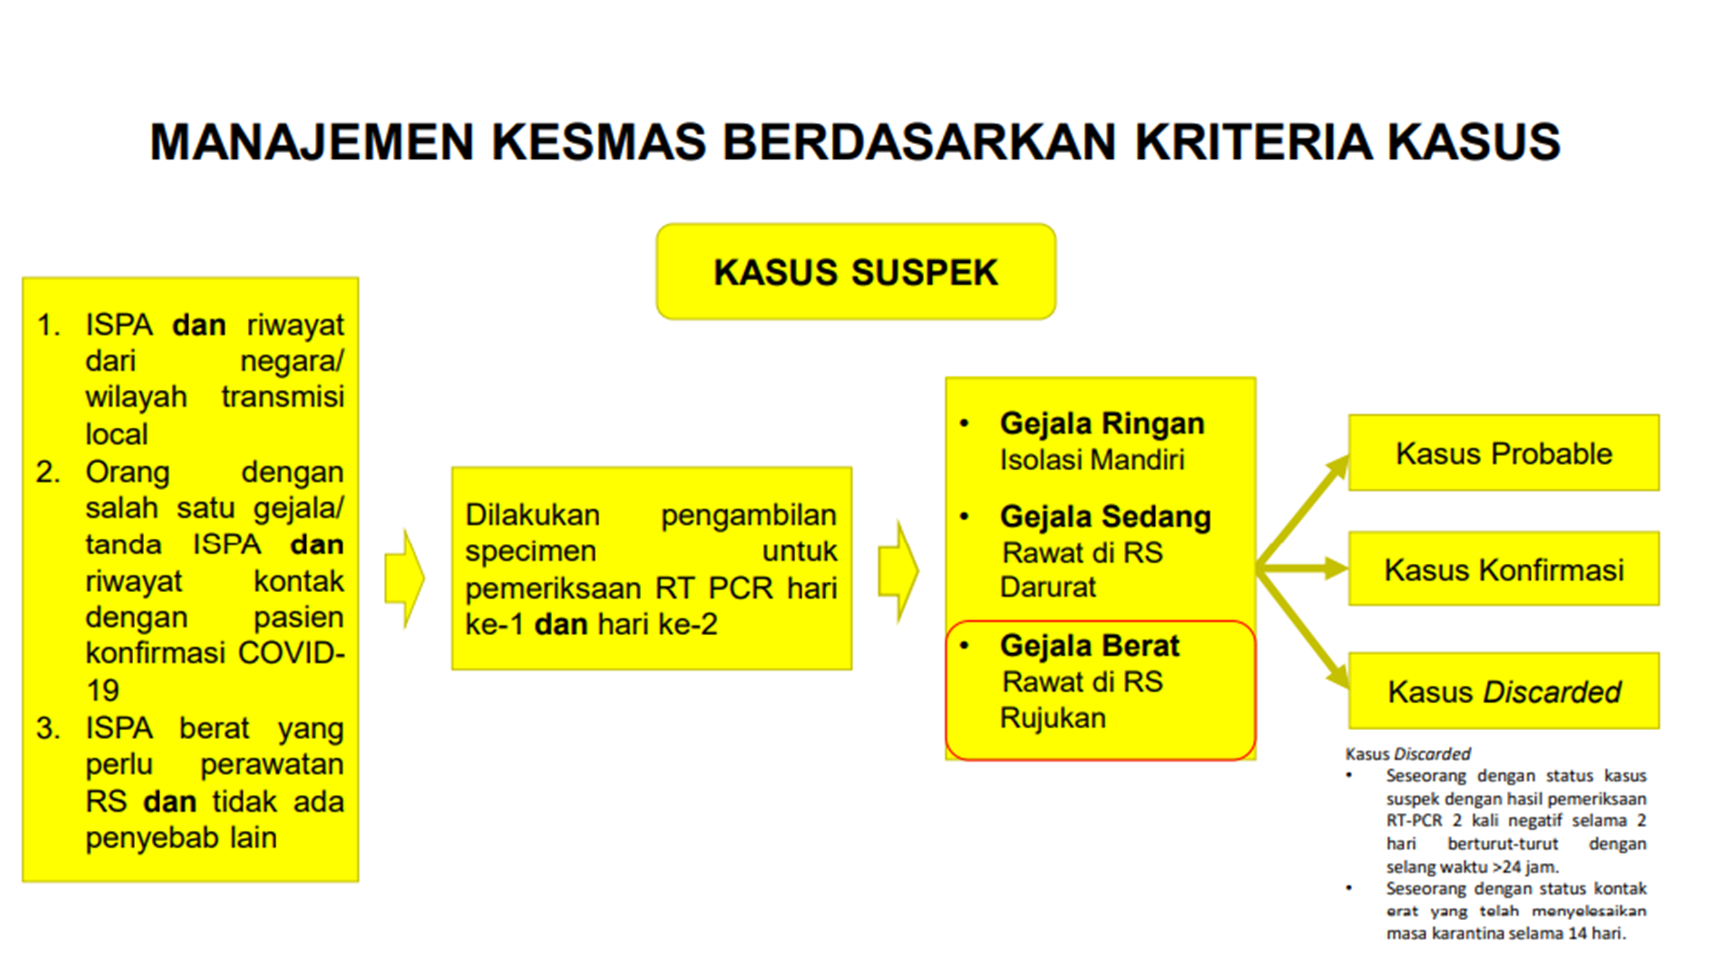 MANAJEMEN KESMAS BERDASARKAN KRITERIA KASUS
KASUS SUSPEK
1. ISPA dan riwayat
dari negara/
wilayah transmisi
local
2. Orang dengan
salah satu gejala/
tanda ISPA dan
riwayat kontak
dengan pasien
konfirmasi COVID-
19
3. ISPA berat yang
perlu perawatan
RS dan tidak ada
penyebab lain
Dilakukan pengambilan
specimen untuk
pemeriksaan RT PCR hari
ke-1 dan hari ke-2
• Gejala Ringan
Isolasi Mandiri
• Gejala Sedang
Rawat di RS
Darurat
• Gejala Berat
Rawat di RS
Rujukan
Kasus Probable
Kasus Konfirmasi
Kasus Discarded
Kasus Discarded
• Seseorang dengan status kasus
suspek dengan hasil pemeriksaan
RT-PCR 2 kali negatif selama 2
hari berturut-turut dengan
selang waktu >24 jam.
• Seseorang dengan status kontak
erat yang telah menyelesaikan
masa karantina selama 14 hari.